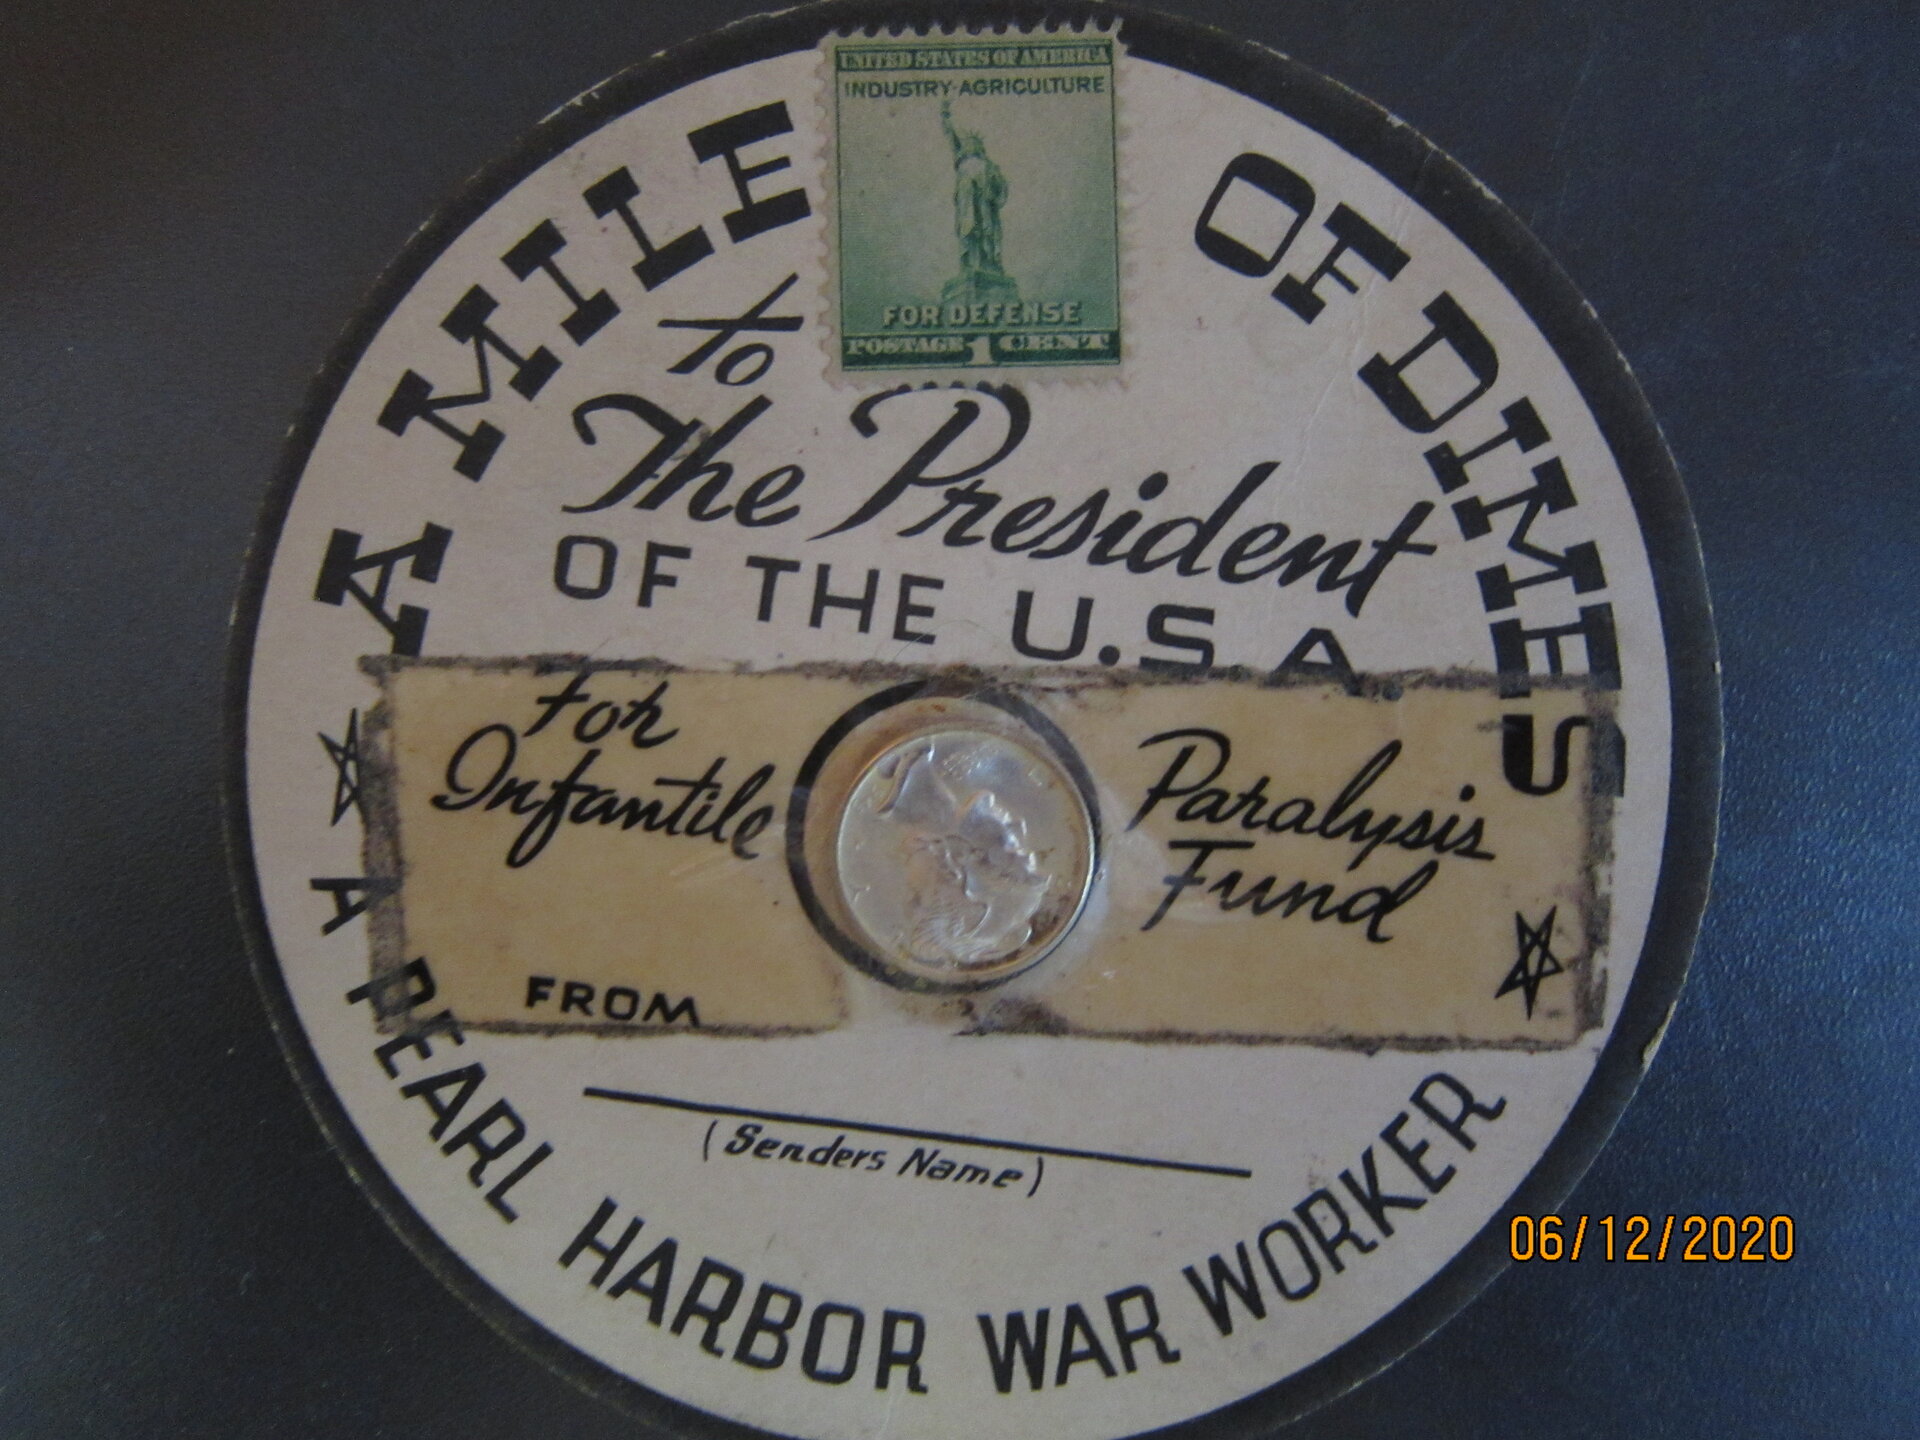 UNITED STATES OF AMERICA
INDUSTRY-AGRICULTURE
FOR DEFENSE
POSTAGE 1 CENT
A MILE OF DIMES
to
The President
OF THE U.S.A.
For
Infantile
Paralysis
Fund
FROM
(Senders Name)
A PEARL HARBOR WAR WORKER
06/12/2020